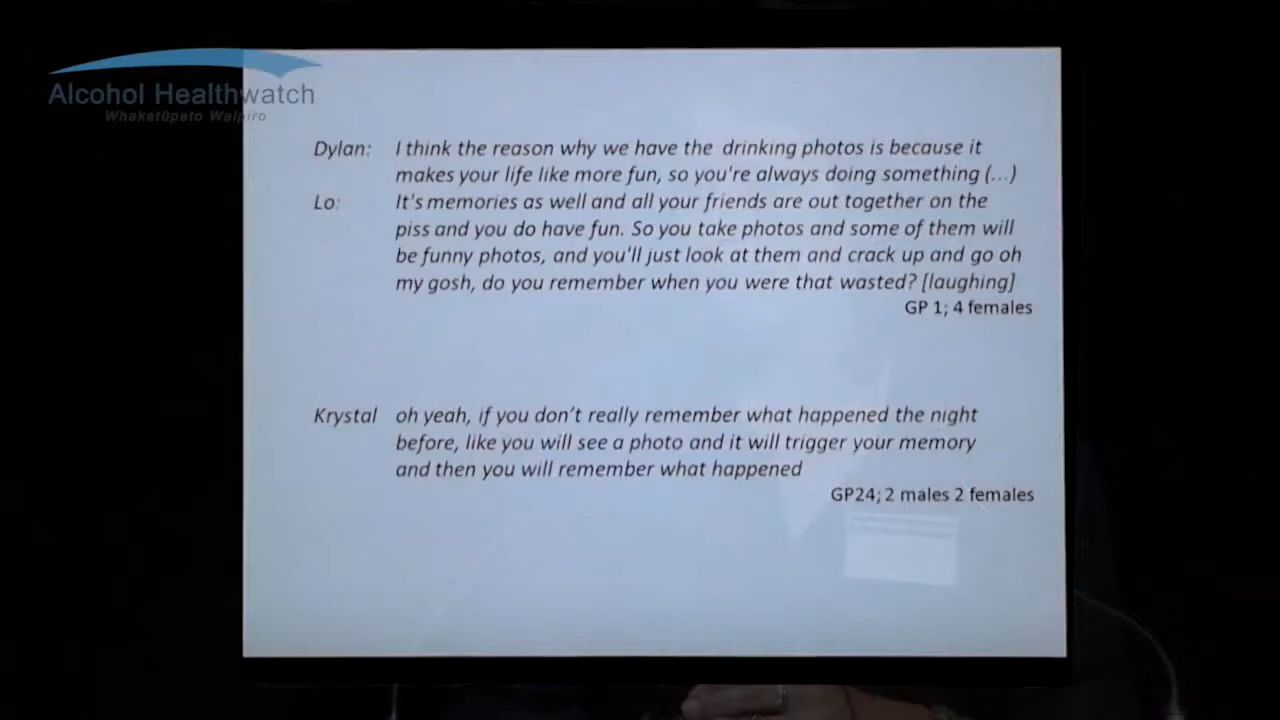 Alcohol Healthwatch
Whakatūpato Waipiro
Dylan: I think the reason why we have the drinking photos is because it
makes your life like more fun, so you're always doing something (...)
Lo: It's memories as well and all your friends are out together on the
piss and you do have fun. So you take photos and some of them will
be funny photos, and you'll just look at them and crack up and go oh
my gosh, do you remember when you were that wasted? [laughing]
GP 1; 4 females
Krystal oh yeah, if you don't really remember what happened the night
before, like you will see a photo and it will trigger your memory
and then you will remember what happened
GP24; 2 males 2 females